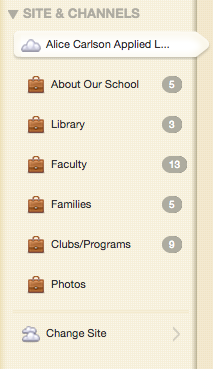 SITE & CHANNELS
Alice Carlson Applied L...
About Our School 5
Library 3
Faculty 13
Families 5
Clubs/Programs 9
Photos
Change Site